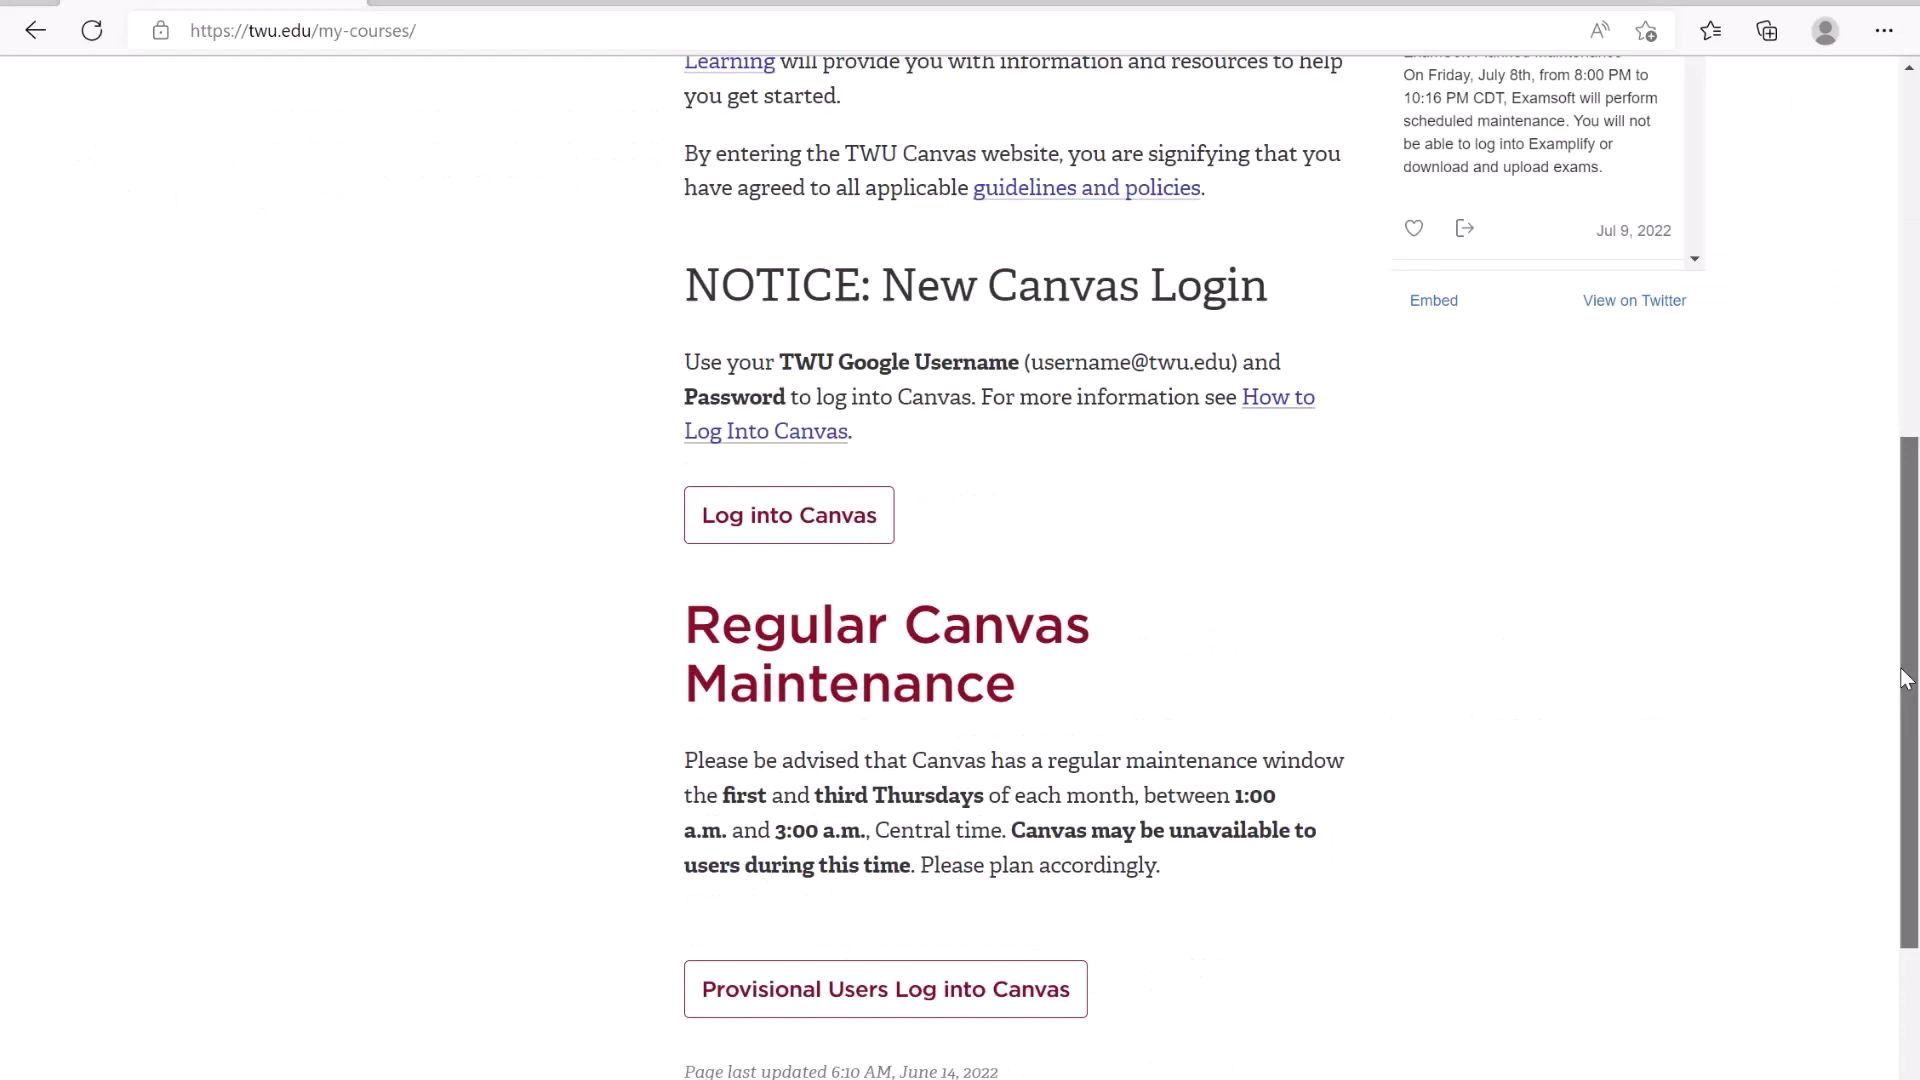 https://twu.edu/my-courses/
Learning will provide you with information and resources to help
you get started.
By entering the TWU Canvas website, you are signifying that you
have agreed to all applicable guidelines and policies.
NOTICE: New Canvas Login
Use your TWU Google Username (username@twu.edu) and
Password to log into Canvas. For more information see How to
Log Into Canvas.
Log into Canvas
Regular Canvas
Maintenance
Please be advised that Canvas has a regular maintenance window
the first and third Thursdays of each month, between 1:00
a.m. and 3:00 a.m., Central time. Canvas may be unavailable to
users during this time. Please plan accordingly.
Provisional Users Log into Canvas
Page last updated 6:10 AM, June 14, 2022
On Friday, July 8th, from 8:00 PM to
10:16 PM CDT, Examsoft will perform
scheduled maintenance. You will not
be able to log into Examplify or
download and upload exams.
Jul 9, 2022
Embed
View on Twitter